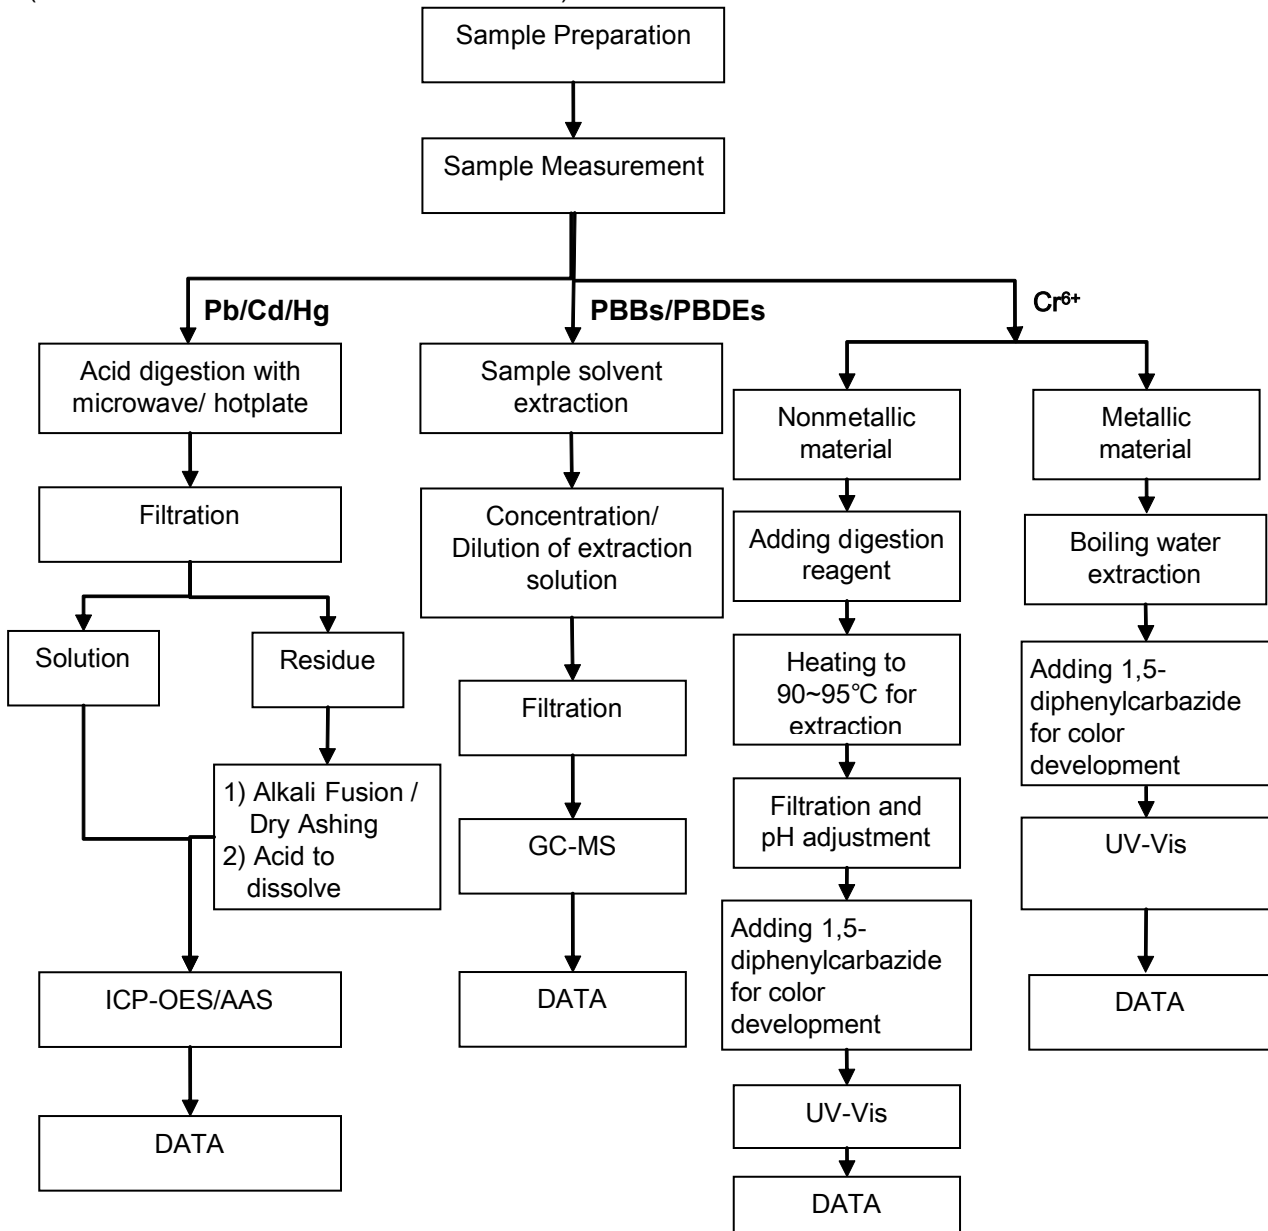 Sample Preparation
Sample Measurement
Pb/Cd/Hg
PBBs/PBDEs
Cr⁶⁺
Acid digestion with
microwave/ hotplate
Filtration
Solution
Residue
1) Alkali Fusion /
Dry Ashing
2) Acid to
dissolve
ICP-OES/AAS
DATA
Sample solvent
extraction
Concentration/
Dilution of extraction
solution
Filtration
GC-MS
DATA
Nonmetallic
material
Adding digestion
reagent
Heating to
90~95℃ for
extraction
Filtration and
pH adjustment
Adding 1,5-
diphenylcarbazide
for color
development
UV-Vis
DATA
Metallic
material
Boiling water
extraction
Adding 1,5-
diphenylcarbazide
for color
development
UV-Vis
DATA